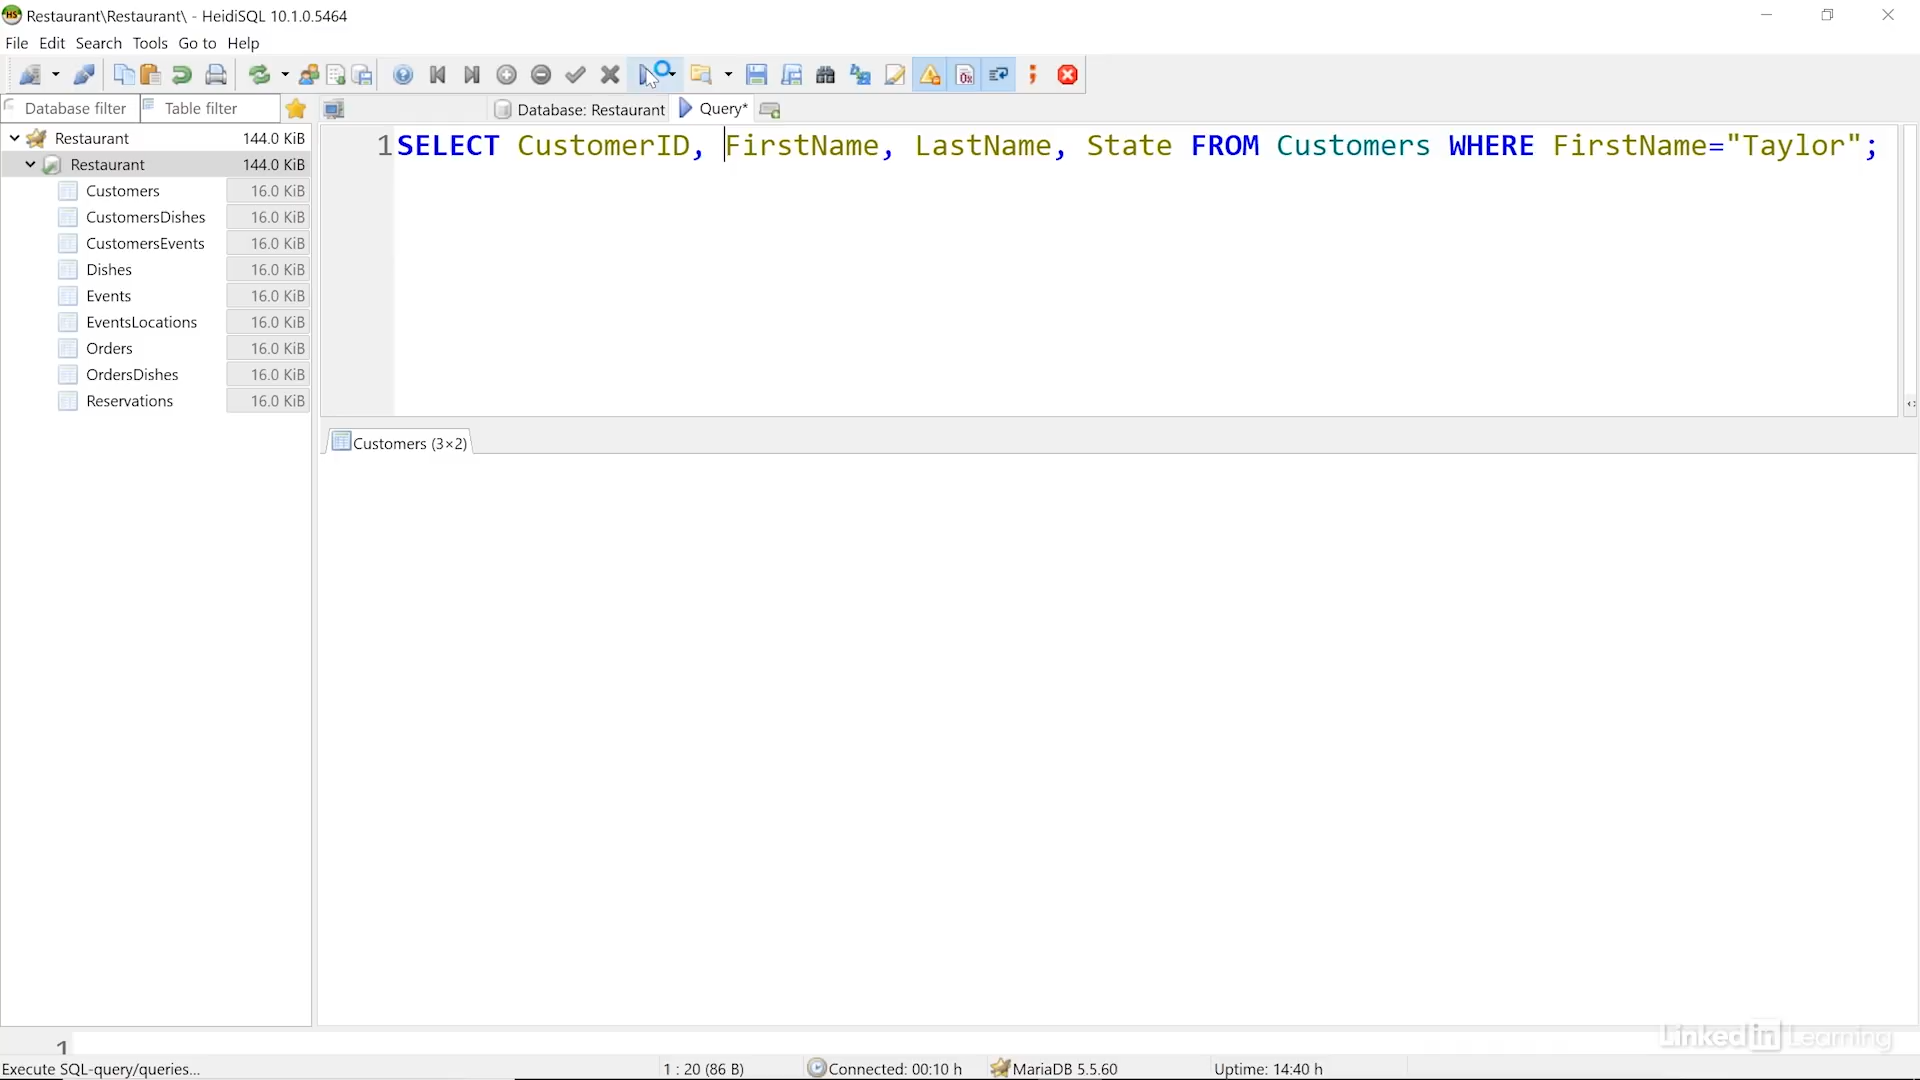 Restaurant\Restaurant\ - HeidiSQL 10.1.0.5464
File Edit Search Tools Go to Help
Database filter Table filter Database: Restaurant Query*
Restaurant 144.0 KiB
Restaurant 144.0 KiB
Customers 16.0 KiB
CustomersDishes 16.0 KiB
CustomersEvents 16.0 KiB
Dishes 16.0 KiB
Events 16.0 KiB
EventsLocations 16.0 KiB
Orders 16.0 KiB
OrdersDishes 16.0 KiB
Reservations 16.0 KiB
1 SELECT CustomerID, FirstName, LastName, State FROM Customers WHERE FirstName="Taylor";
Customers (3×2)
1
LinkedIn Learning
Execute SQL-query/queries... 1 : 20 (86 B) Connected: 00:10 h MariaDB 5.5.60 Uptime: 14:40 h